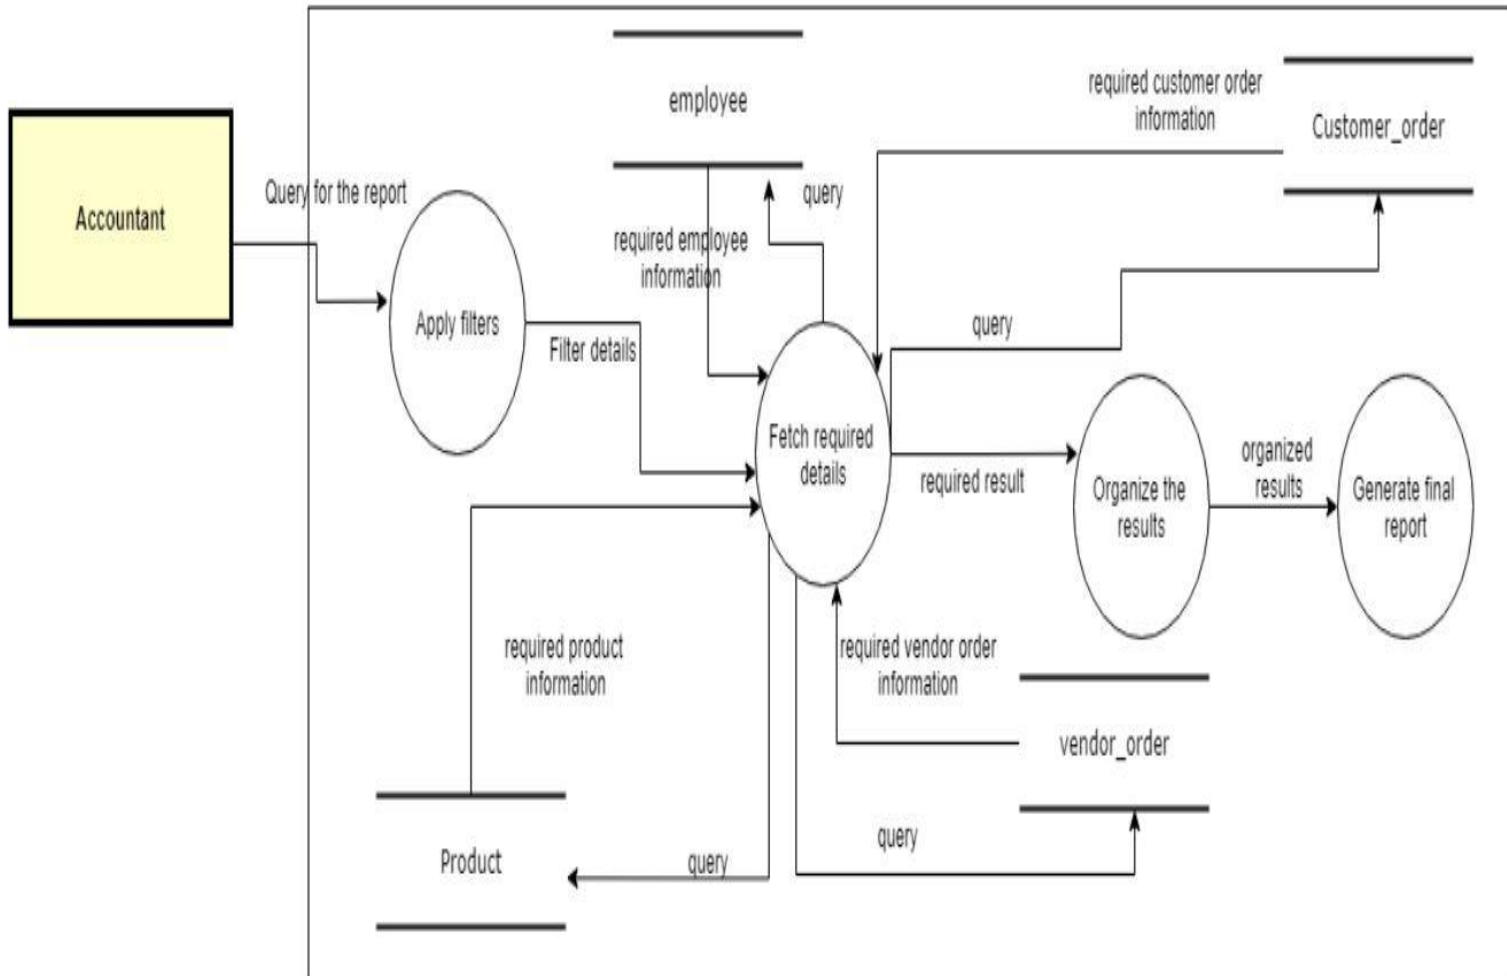 Accountant
Query for the report
Apply filters
Filter details
employee
required employee
information
query
required customer order
information
Customer_order
query
Fetch required
details
required result
Organize the
results
organized
results
Generate final
report
required product
information
Product
query
required vendor order
information
vendor_order
query